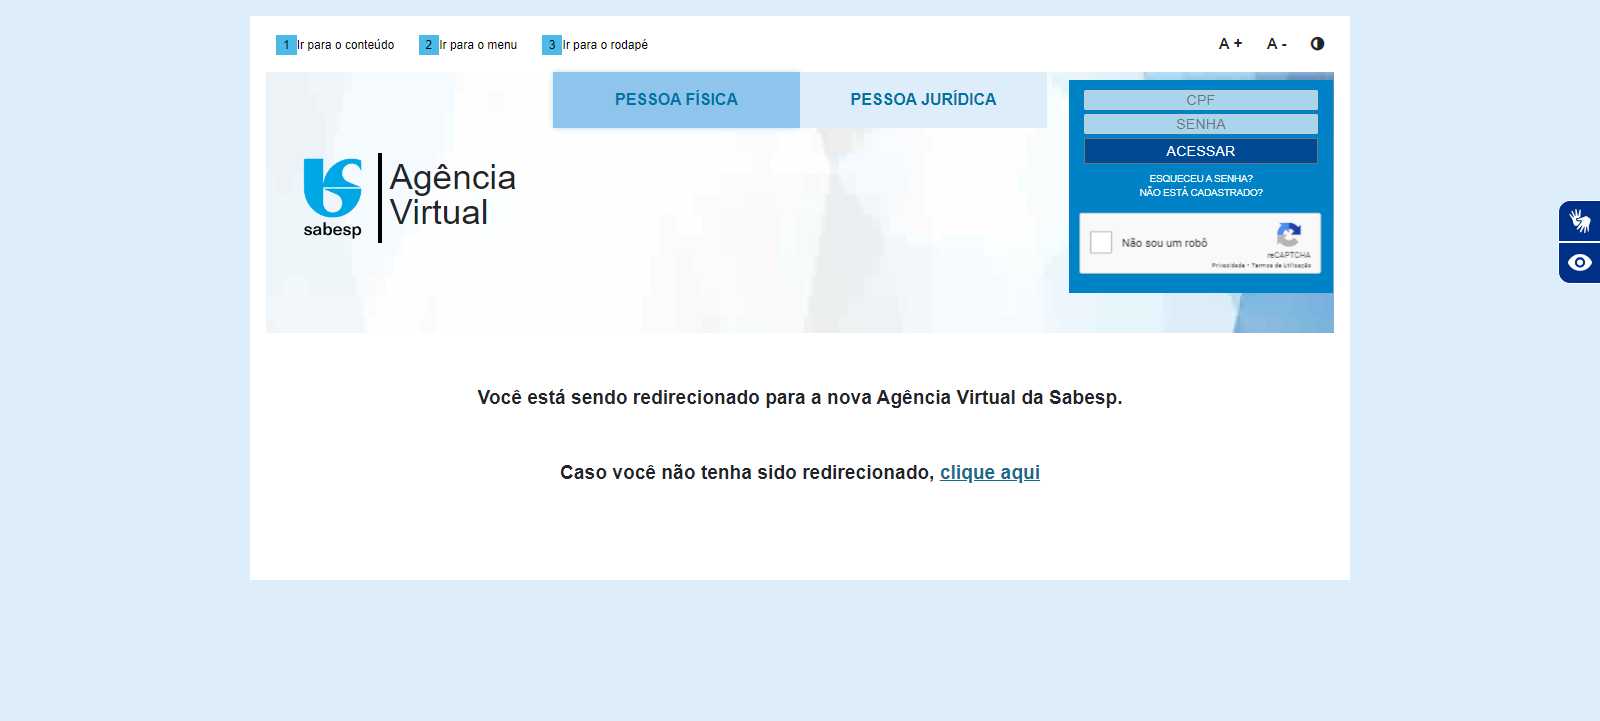 1 Ir para o conteúdo 2 Ir para o menu 3 Ir para o rodapé A + A -
PESSOA FÍSICA PESSOA JURÍDICA
CPF
SENHA
ACESSAR
ESQUECEU A SENHA?
NÃO ESTÁ CADASTRADO?
Não sou um robô
reCAPTCHA
Privacidade - Termos de Utilização
Agência
Virtual
sabesp
Você está sendo redirecionado para a nova Agência Virtual da Sabesp.
Caso você não tenha sido redirecionado, clique aqui